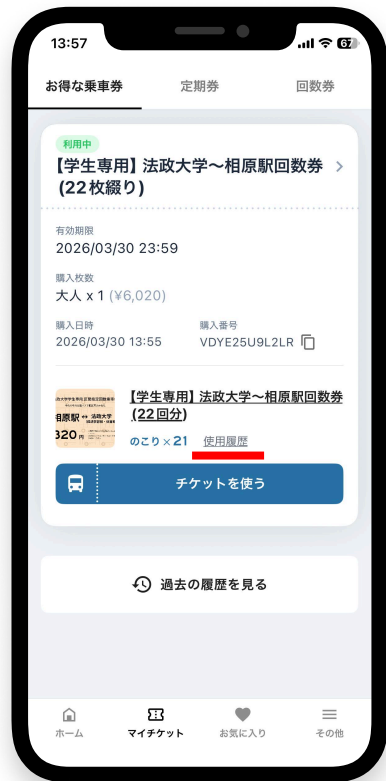 13:57
67
お得な乗車券 定期券 回数券
利用中
【学生専用】法政大学〜相原駅回数券
(22枚綴り)
有効期限
2026/03/30 23:59
購入枚数
大人 x 1 (¥6,020)
購入日時 購入番号
2026/03/30 13:55 VDYE25U9L2LR
相原駅 ↔ 法政大学
320円
【学生専用】法政大学〜相原駅回数券
(22回分)
のこり×21 使用履歴
チケットを使う
過去の履歴を見る
ホーム マイチケット お気に入り その他